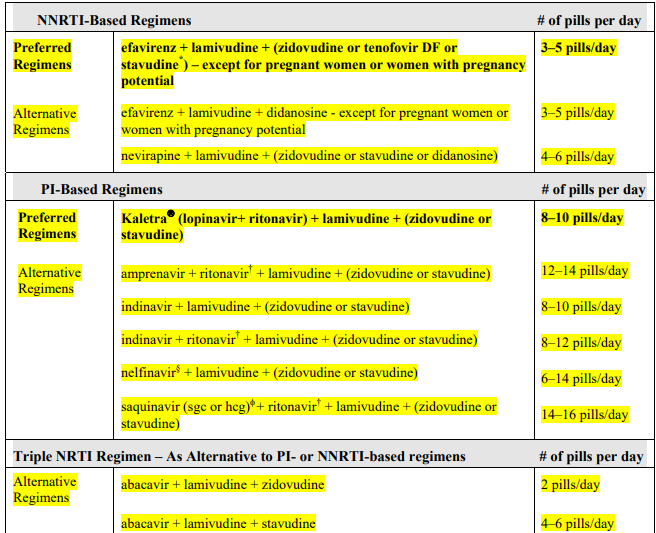 NNRTI-Based Regimens # of pills per day
Preferred Regimens efavirenz + lamivudine + (zidovudine or tenofovir DF or 3–5 pills/day
stavudine*) – except for pregnant women or women with pregnancy
potential
Alternative Regimens efavirenz + lamivudine + didanosine - except for pregnant women or 3–5 pills/day
women with pregnancy potential
nevirapine + lamivudine + (zidovudine or stavudine or didanosine) 4–6 pills/day
PI-Based Regimens # of pills per day
Preferred Regimens Kaletra® (lopinavir+ ritonavir) + lamivudine + (zidovudine or 8–10 pills/day
stavudine)
Alternative Regimens amprenavir + ritonavir† + lamivudine + (zidovudine or stavudine) 12–14 pills/day
indinavir + lamivudine + (zidovudine or stavudine) 8–10 pills/day
indinavir + ritonavir† + lamivudine + (zidovudine or stavudine) 8–12 pills/day
nelfinavir§ + lamivudine + (zidovudine or stavudine) 6–14 pills/day
saquinavir (sgc or hcg)ϕ+ ritonavir† + lamivudine + (zidovudine or 14–16 pills/day
stavudine)
Triple NRTI Regimen – As Alternative to PI- or NNRTI-based regimens # of pills per day
Alternative Regimens abacavir + lamivudine + zidovudine 2 pills/day
abacavir + lamivudine + stavudine 4–6 pills/day